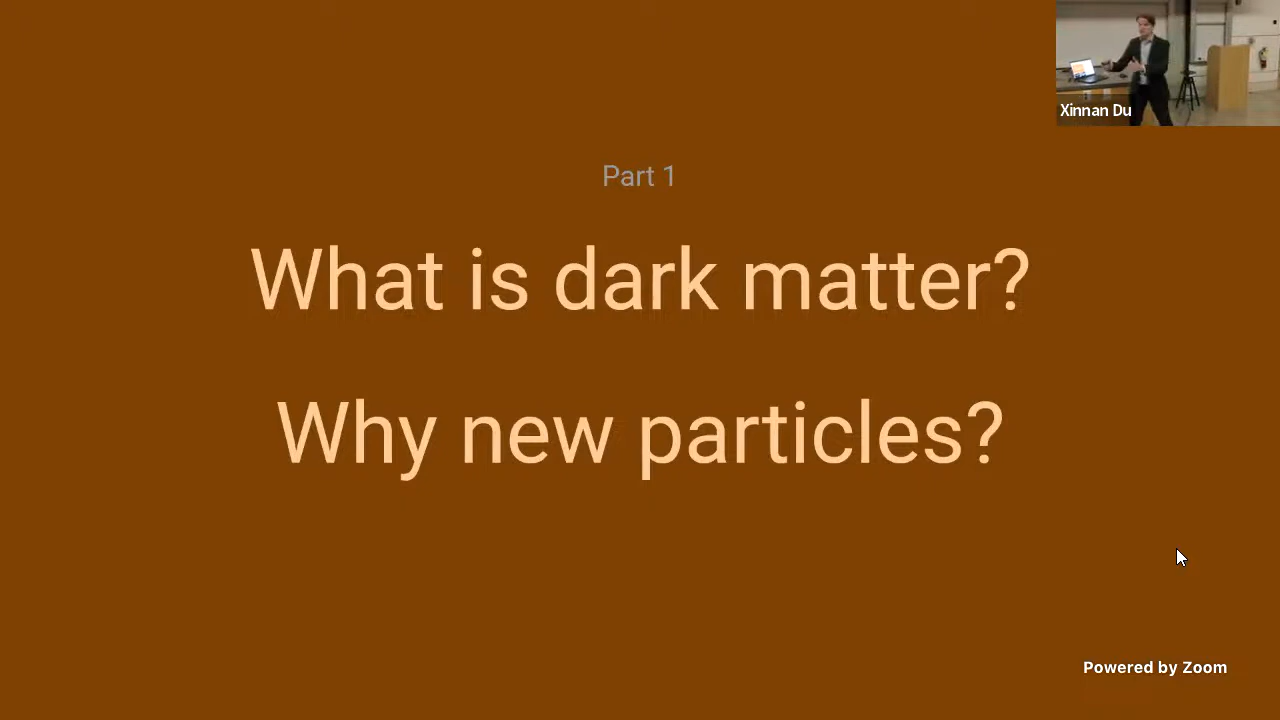 Xinnan Du
Part 1
What is dark matter?
Why new particles?
Powered by Zoom